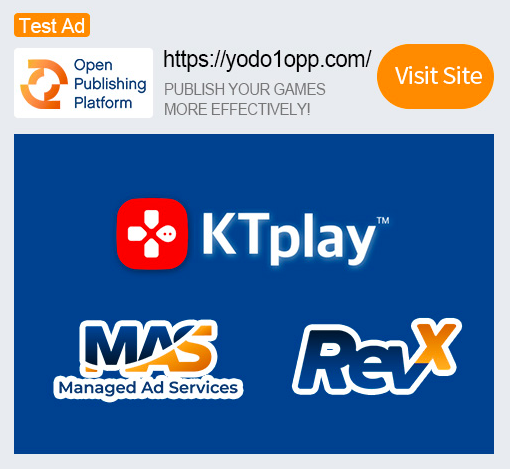 Test Ad
Open
Publishing
Platform
https://yodo1opp.com/
PUBLISH YOUR GAMES
MORE EFFECTIVELY!
Visit Site
KTplay™
MAS
Managed Ad Services
RevX